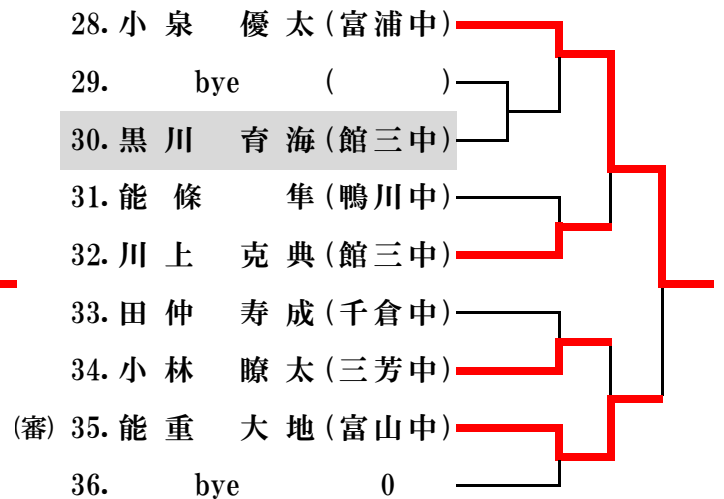 28. 小泉 優太 (富浦中)
29. bye ( )
30. 黒川 育海 (館三中)
31. 能條 隼 (鴨川中)
32. 川上 克典 (館三中)
33. 田仲 寿成 (千倉中)
34. 小林 瞭太 (三芳中)
(審) 35. 能重 大地 (富山中)
36. bye 0